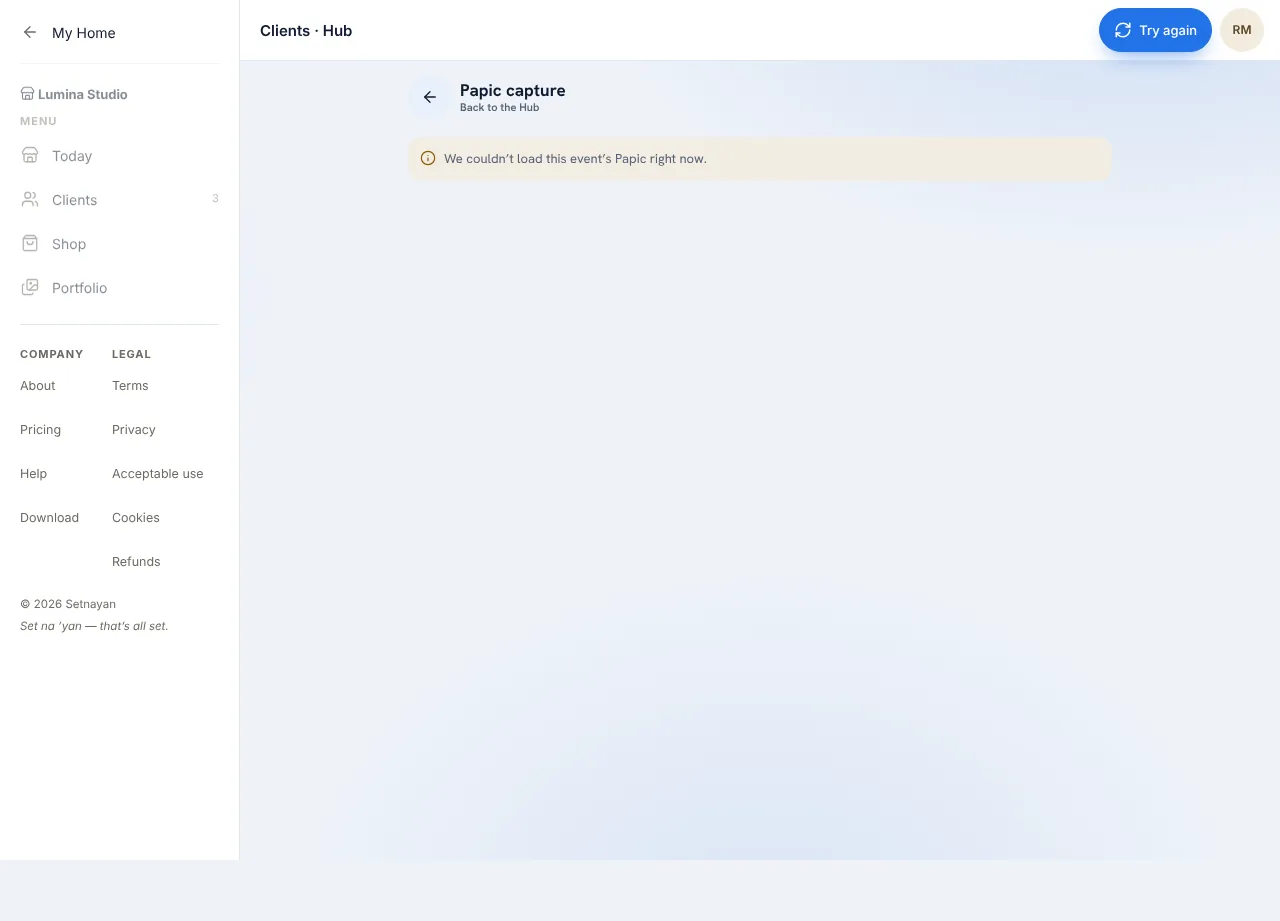 My Home
Lumina Studio
MENU
Today
Clients 3
Shop
Portfolio
COMPANY
About
Pricing
Help
Download
LEGAL
Terms
Privacy
Acceptable use
Cookies
Refunds
© 2026 Setnayan
Set na ’yan — that’s all set.
Clients · Hub
Try again
RM
Papic capture
Back to the Hub
We couldn’t load this event’s Papic right now.